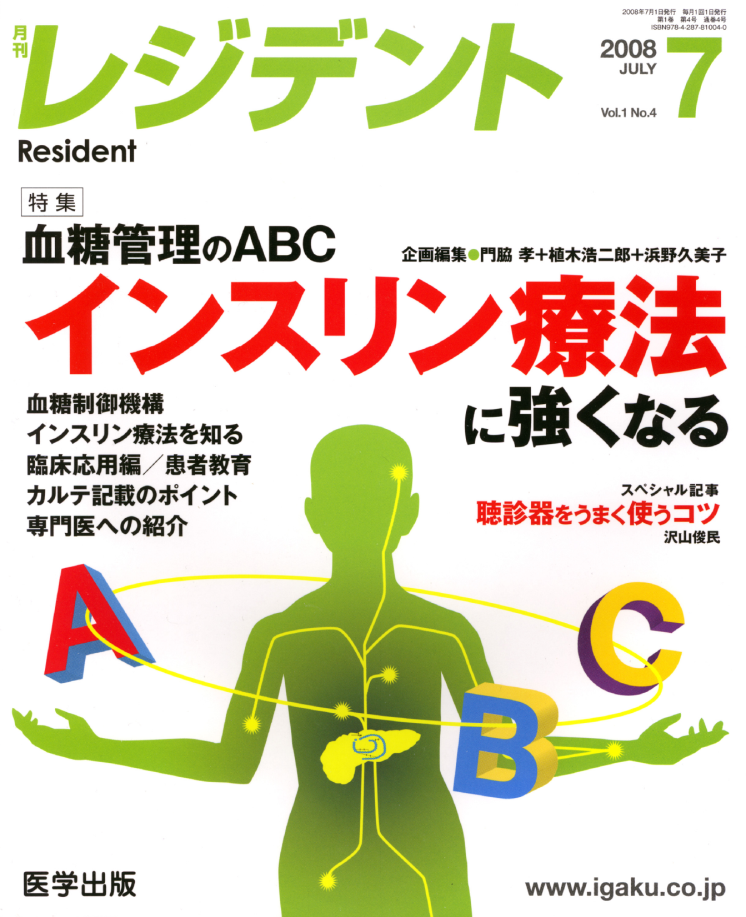 2008年7月1日発行　毎月1回1日発行
第1巻　第4号　通巻4号
ISBN978-4-287-81004-0
月刊
レジデント
Resident
2008
JULY
7
Vol.1 No.4
特集
血糖管理のABC
企画編集●門脇 孝+植木浩二郎+浜野久美子
インスリン療法
に強くなる
血糖制御機構
インスリン療法を知る
臨床応用編／患者教育
カルテ記載のポイント
専門医への紹介
スペシャル記事
聴診器をうまく使うコツ
沢山俊民
A
B
C
医学出版
www.igaku.co.jp